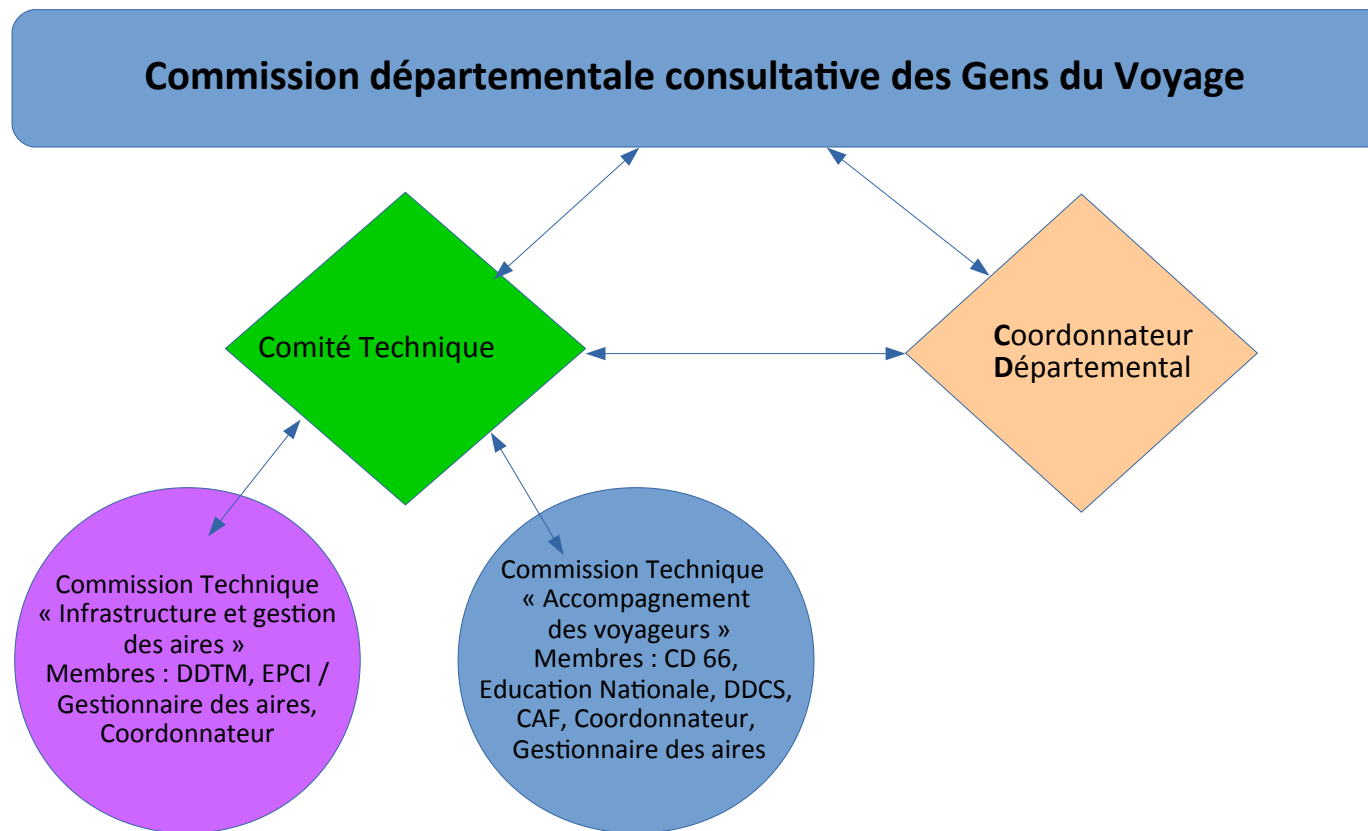 Commission départementale consultative des Gens du Voyage
Comité Technique
Coordonnateur
Départemental
Commission Technique
« Infrastructure et gestion
des aires »
Membres : DDTM, EPCI /
Gestionnaire des aires,
Coordonnateur
Commission Technique
« Accompagnement
des voyageurs »
Membres : CD 66,
Education Nationale, DDCS,
CAF, Coordonnateur,
Gestionnaire des aires